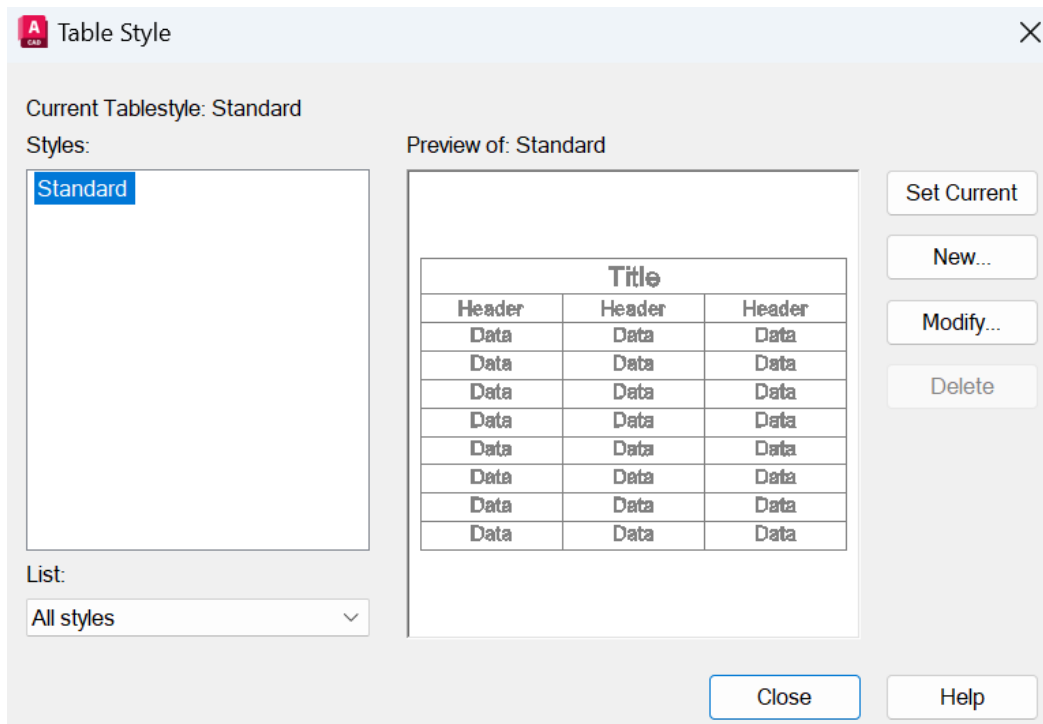 A
CAD
Table Style
Current Tablestyle: Standard
Styles:
Standard
List:
All styles
Preview of: Standard
Title
Header Header Header
Data Data Data
Data Data Data
Data Data Data
Data Data Data
Data Data Data
Data Data Data
Data Data Data
Data Data Data
Set Current
New...
Modify...
Delete
Close
Help